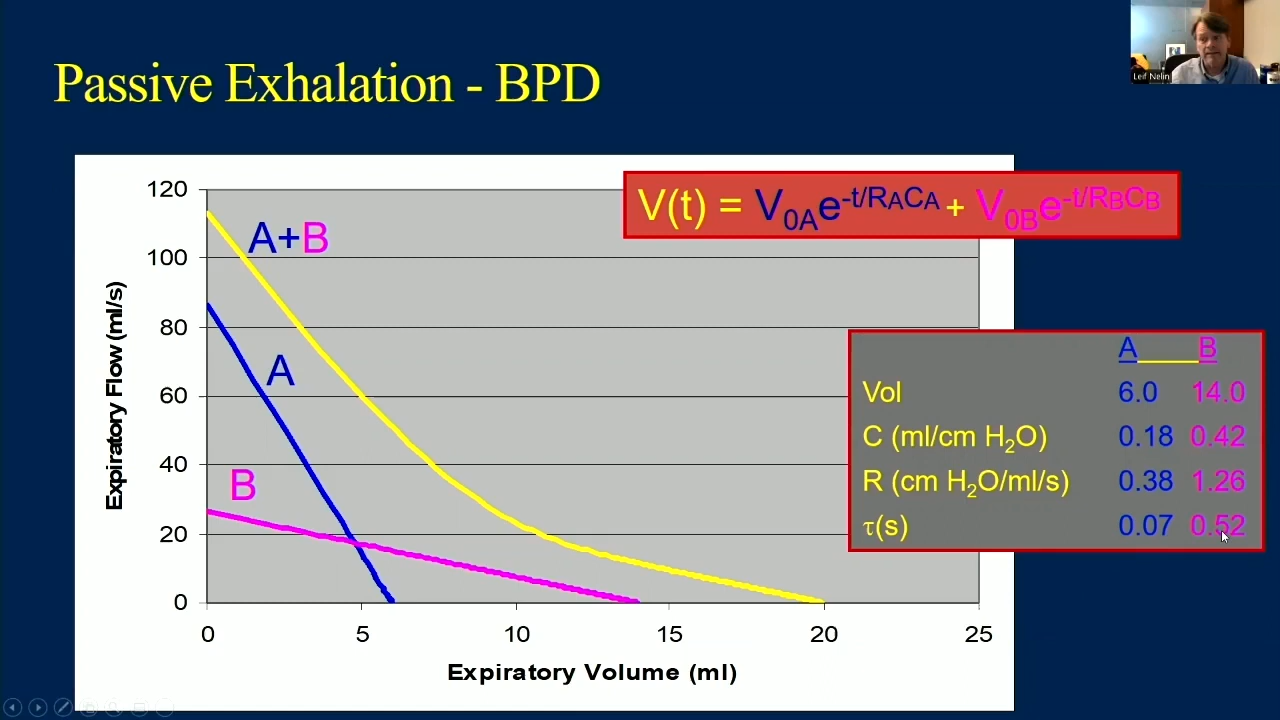 Leif Nelin
Passive Exhalation - BPD
V(t) = V0Ae-t/RACA + V0Be-t/RBCB
120
100
80
60
40
20
0
Expiratory Flow (ml/s)
A+B
A
B
0 5 10 15 20 25
Expiratory Volume (ml)
A B
Vol 6.0 14.0
C (ml/cm H2O) 0.18 0.42
R (cm H2O/ml/s) 0.38 1.26
τ(s) 0.07 0.52